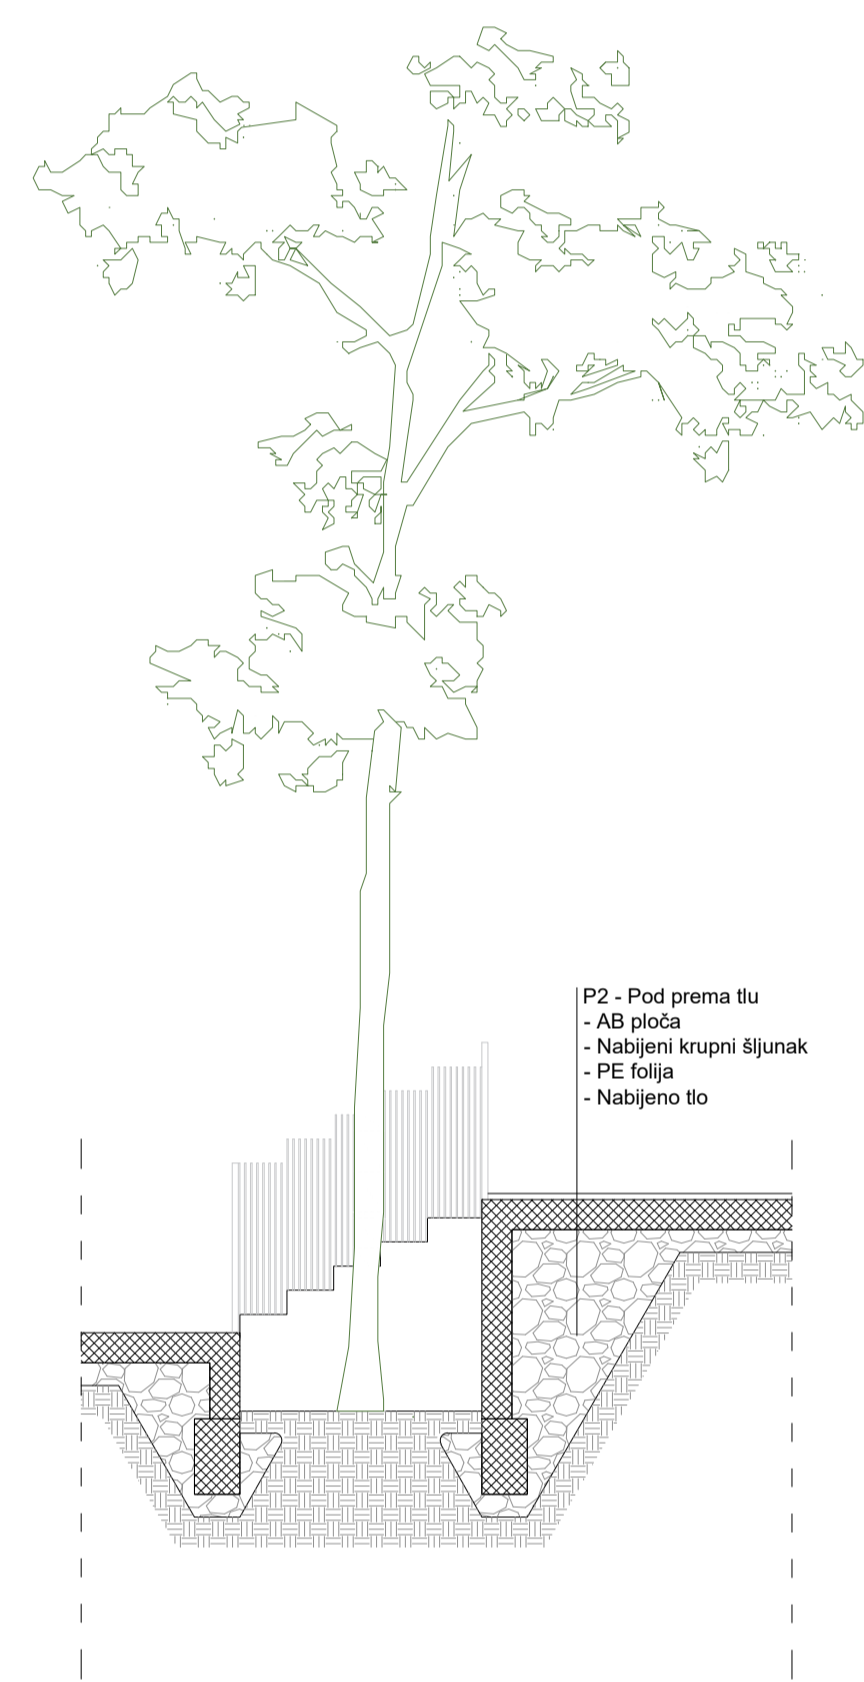 P2 - Pod prema tlu
- AB ploča
- Nabijeni krupni šljunak
- PE folija
- Nabijeno tlo